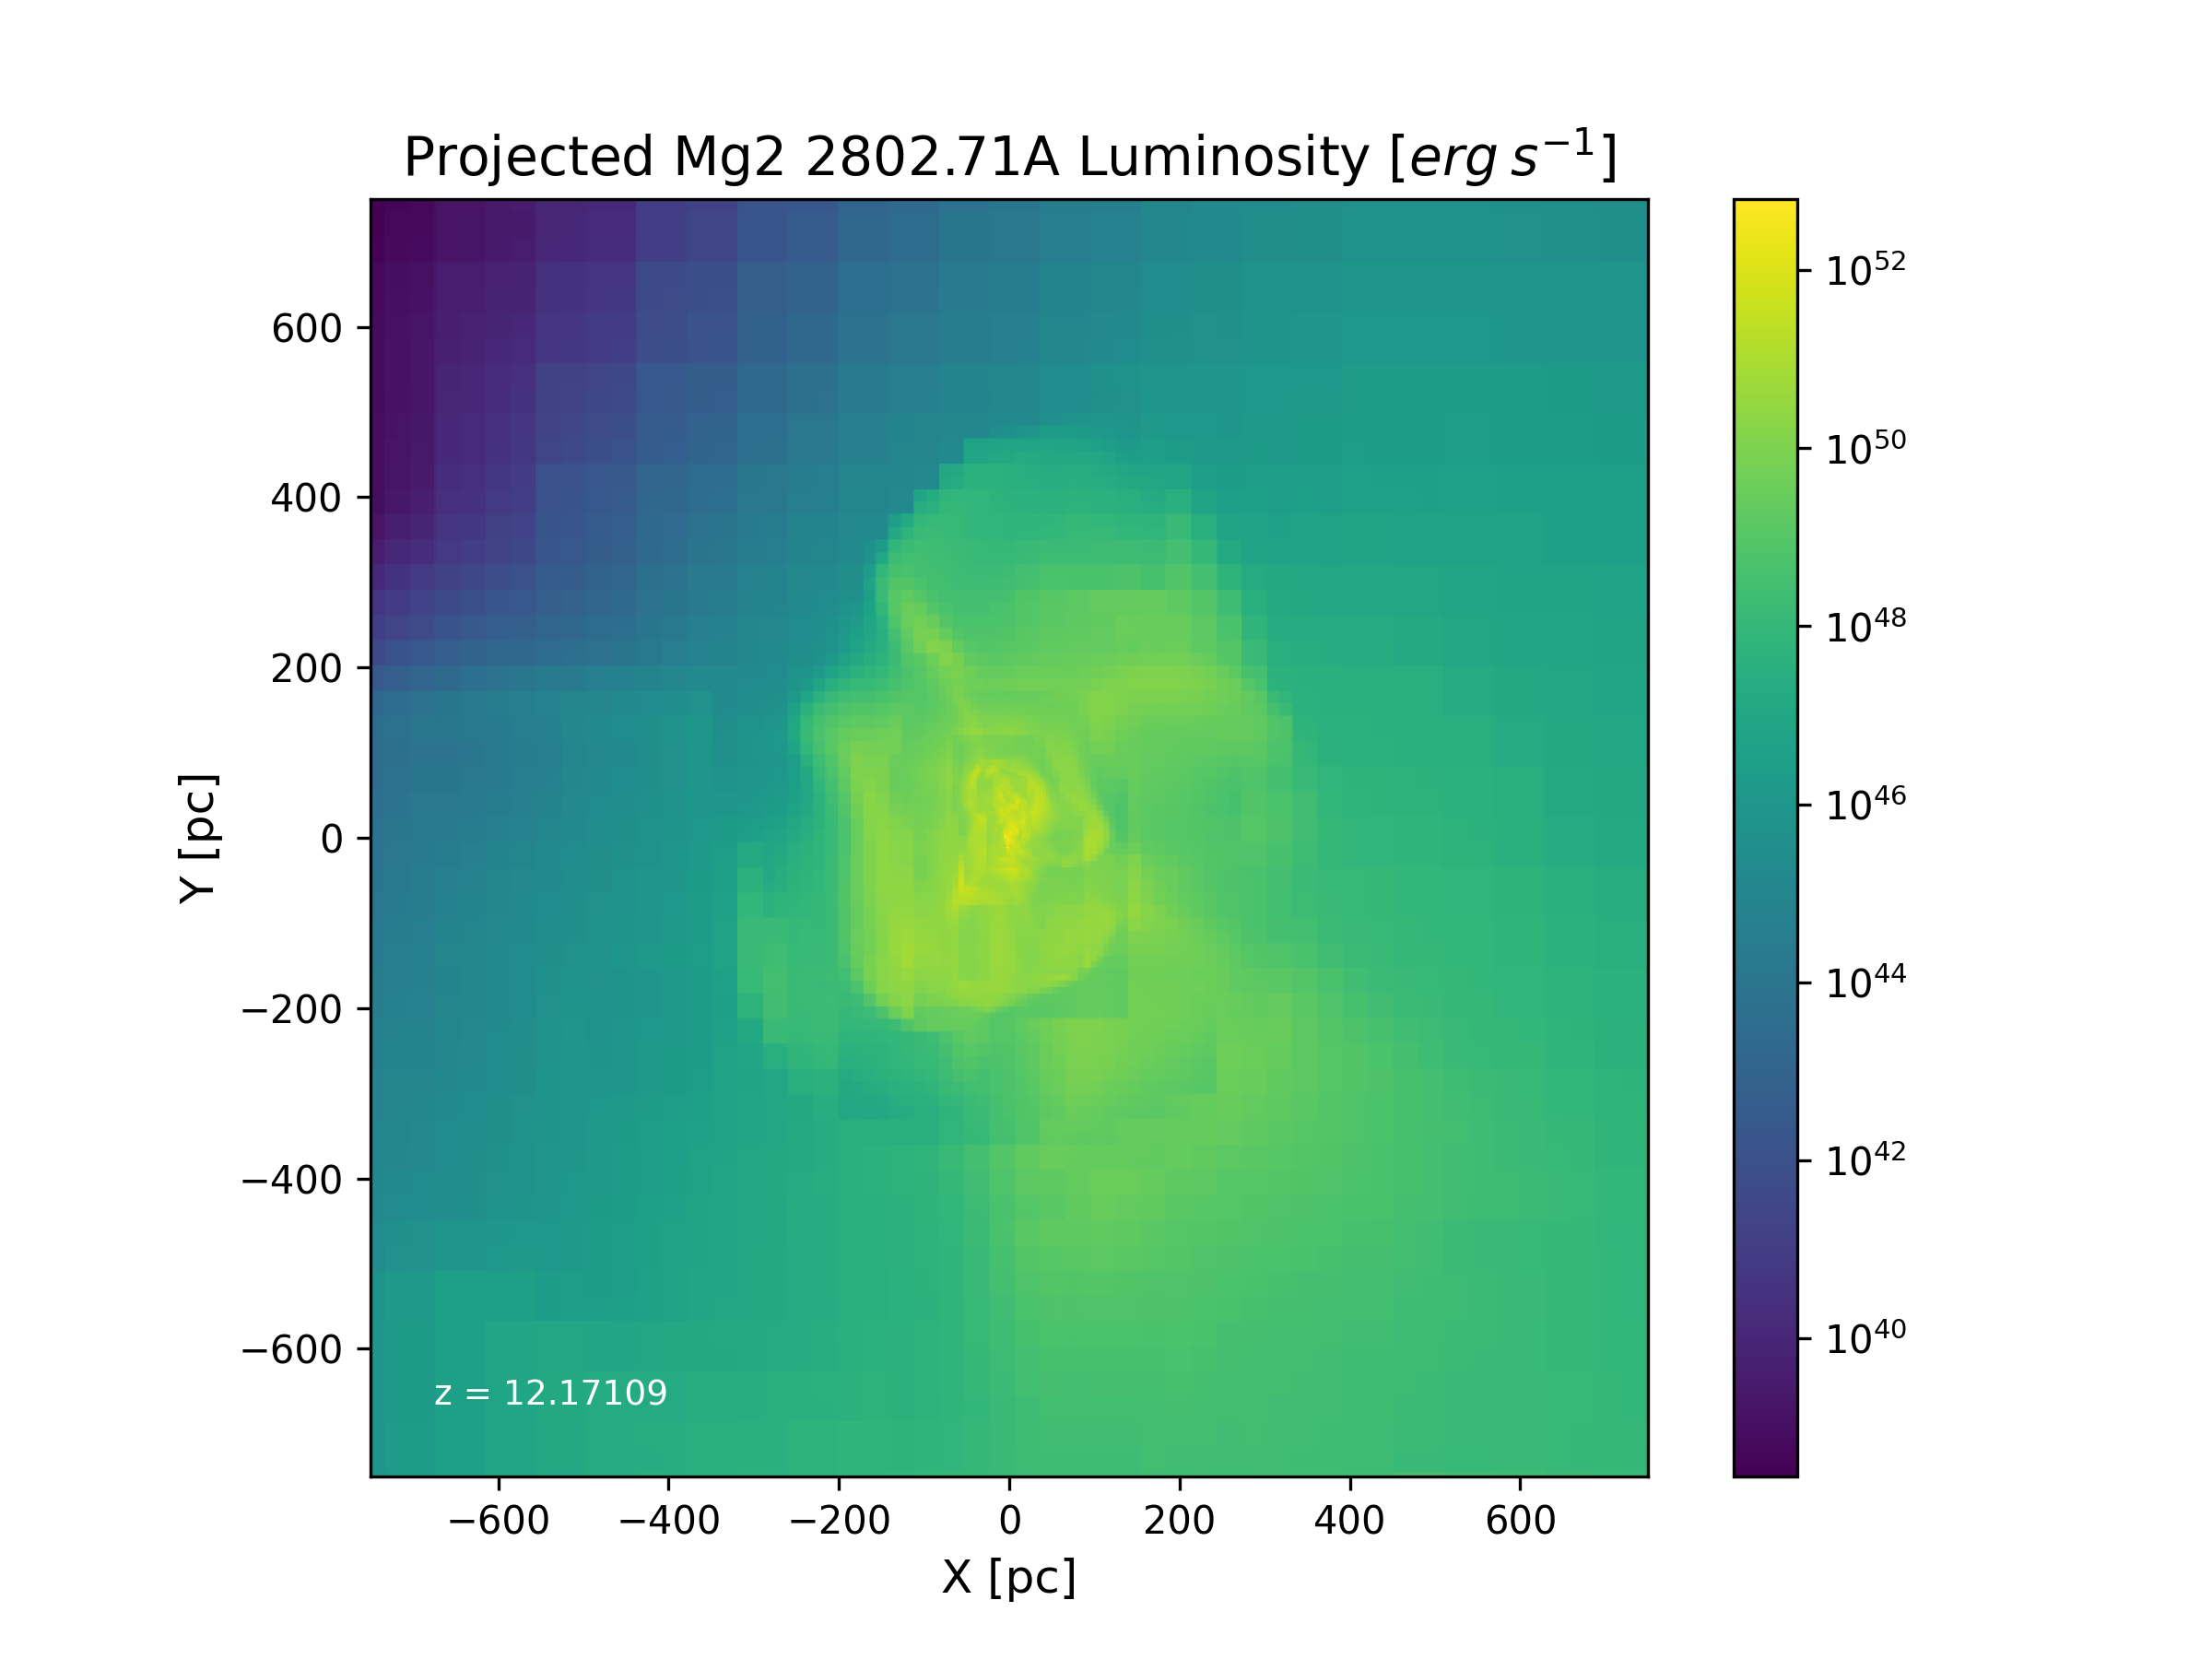 Projected Mg2 2802.71A Luminosity [erg s⁻¹]
10⁵²
10⁵⁰
10⁴⁸
10⁴⁶
10⁴⁴
10⁴²
10⁴⁰
600
400
200
0
−200
−400
−600
Y [pc]
z = 12.17109
−600 −400 −200 0 200 400 600
X [pc]